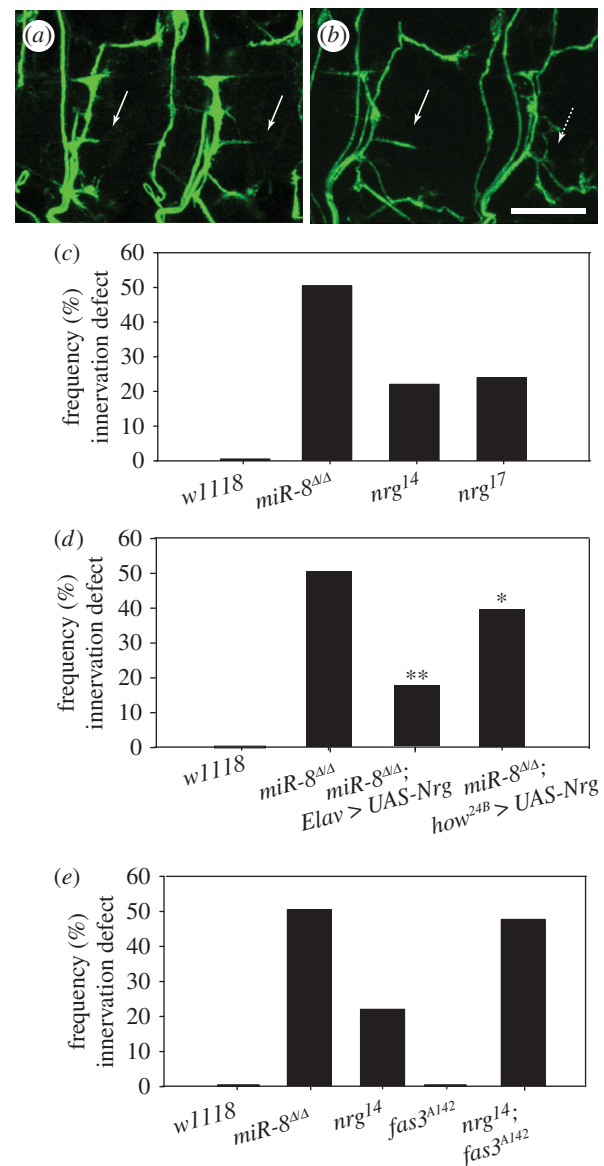 (a)
(b)
(c)
frequency (%)
innervation defect
60
50
40
30
20
10
0
w1118
miR-8Δ/Δ
nrg14
nrg17
(d)
frequency (%)
innervation defect
60
50
40
30
20
10
0
**
*
w1118
miR-8Δ/Δ
miR-8Δ/Δ;
Elav > UAS-Nrg
miR-8Δ/Δ;
how24B > UAS-Nrg
(e)
frequency (%)
innervation defect
60
50
40
30
20
10
0
w1118
miR-8Δ/Δ
nrg14
fas3A142
nrg14;
fas3A142